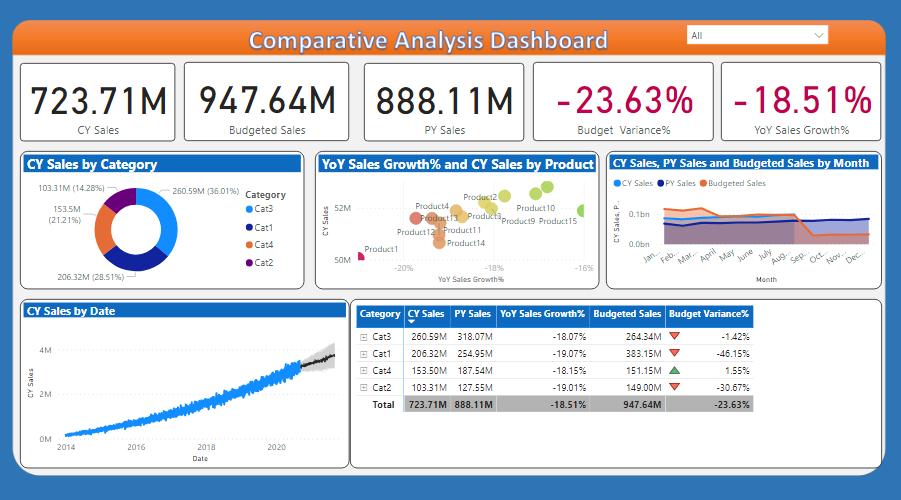 Comparative Analysis Dashboard
All
723.71M
CY Sales
947.64M
Budgeted Sales
888.11M
PY Sales
-23.63%
Budget Variance%
-18.51%
YoY Sales Growth%
CY Sales by Category
103.31M (14.28%)
260.59M (36.01%)
153.5M
(21.21%)
206.32M (28.51%)
Category
Cat3
Cat1
Cat4
Cat2
YoY Sales Growth% and CY Sales by Product
CY Sales
52M
50M
Product2
Product4
Product10
Product13
Product3
Product9
Product15
Product12
Product11
Product14
Product1
-20%
-18%
-16%
YoY Sales Growth%
CY Sales, PY Sales and Budgeted Sales by Month
CY Sales
PY Sales
Budgeted Sales
CY Sales, P...
0.1bn
0.0bn
Jan...
Feb...
Mar...
April
May
June
July
Aug...
Sep...
Oct...
Nov...
Dec...
Month
CY Sales by Date
CY Sales
4M
2M
0M
2014
2016
2018
2020
Date
Category CY Sales PY Sales YoY Sales Growth% Budgeted Sales Budget Variance%
Cat3 260.59M 318.07M -18.07% 264.34M -1.42%
Cat1 206.32M 254.95M -19.07% 383.15M -46.15%
Cat4 153.50M 187.54M -18.15% 151.15M 1.55%
Cat2 103.31M 127.55M -19.01% 149.00M -30.67%
Total 723.71M 888.11M -18.51% 947.64M -23.63%